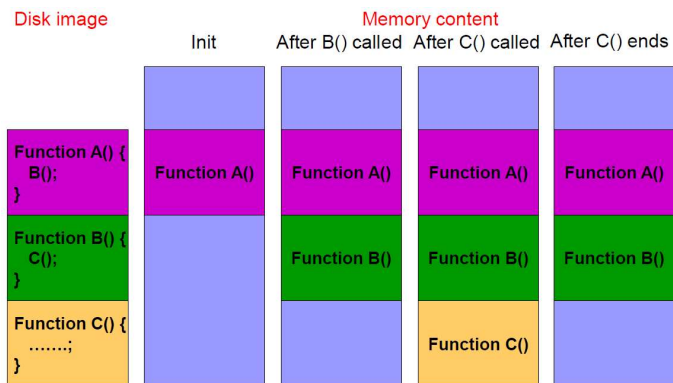 Disk image
Memory content
Init
After B() called
After C() called
After C() ends
Function A() {
B();
}
Function A()
Function A()
Function A()
Function A()
Function B() {
C();
}
Function B()
Function B()
Function B()
Function C() {
…….;
}
Function C()